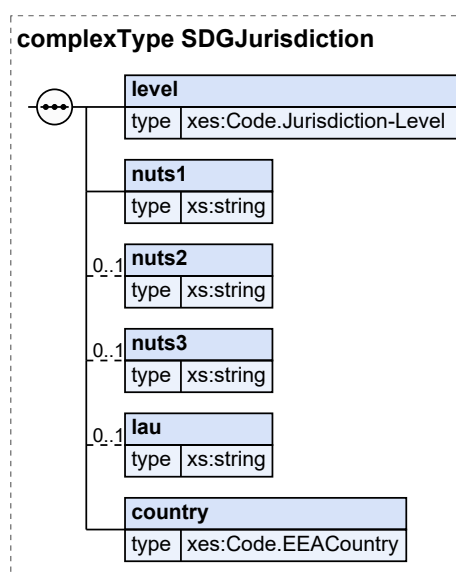 complexType SDGJurisdiction
level
type xes:Code.Jurisdiction-Level
nuts1
type xs:string
0..1 nuts2
type xs:string
0..1 nuts3
type xs:string
0..1 lau
type xs:string
country
type xes:Code.EEACountry